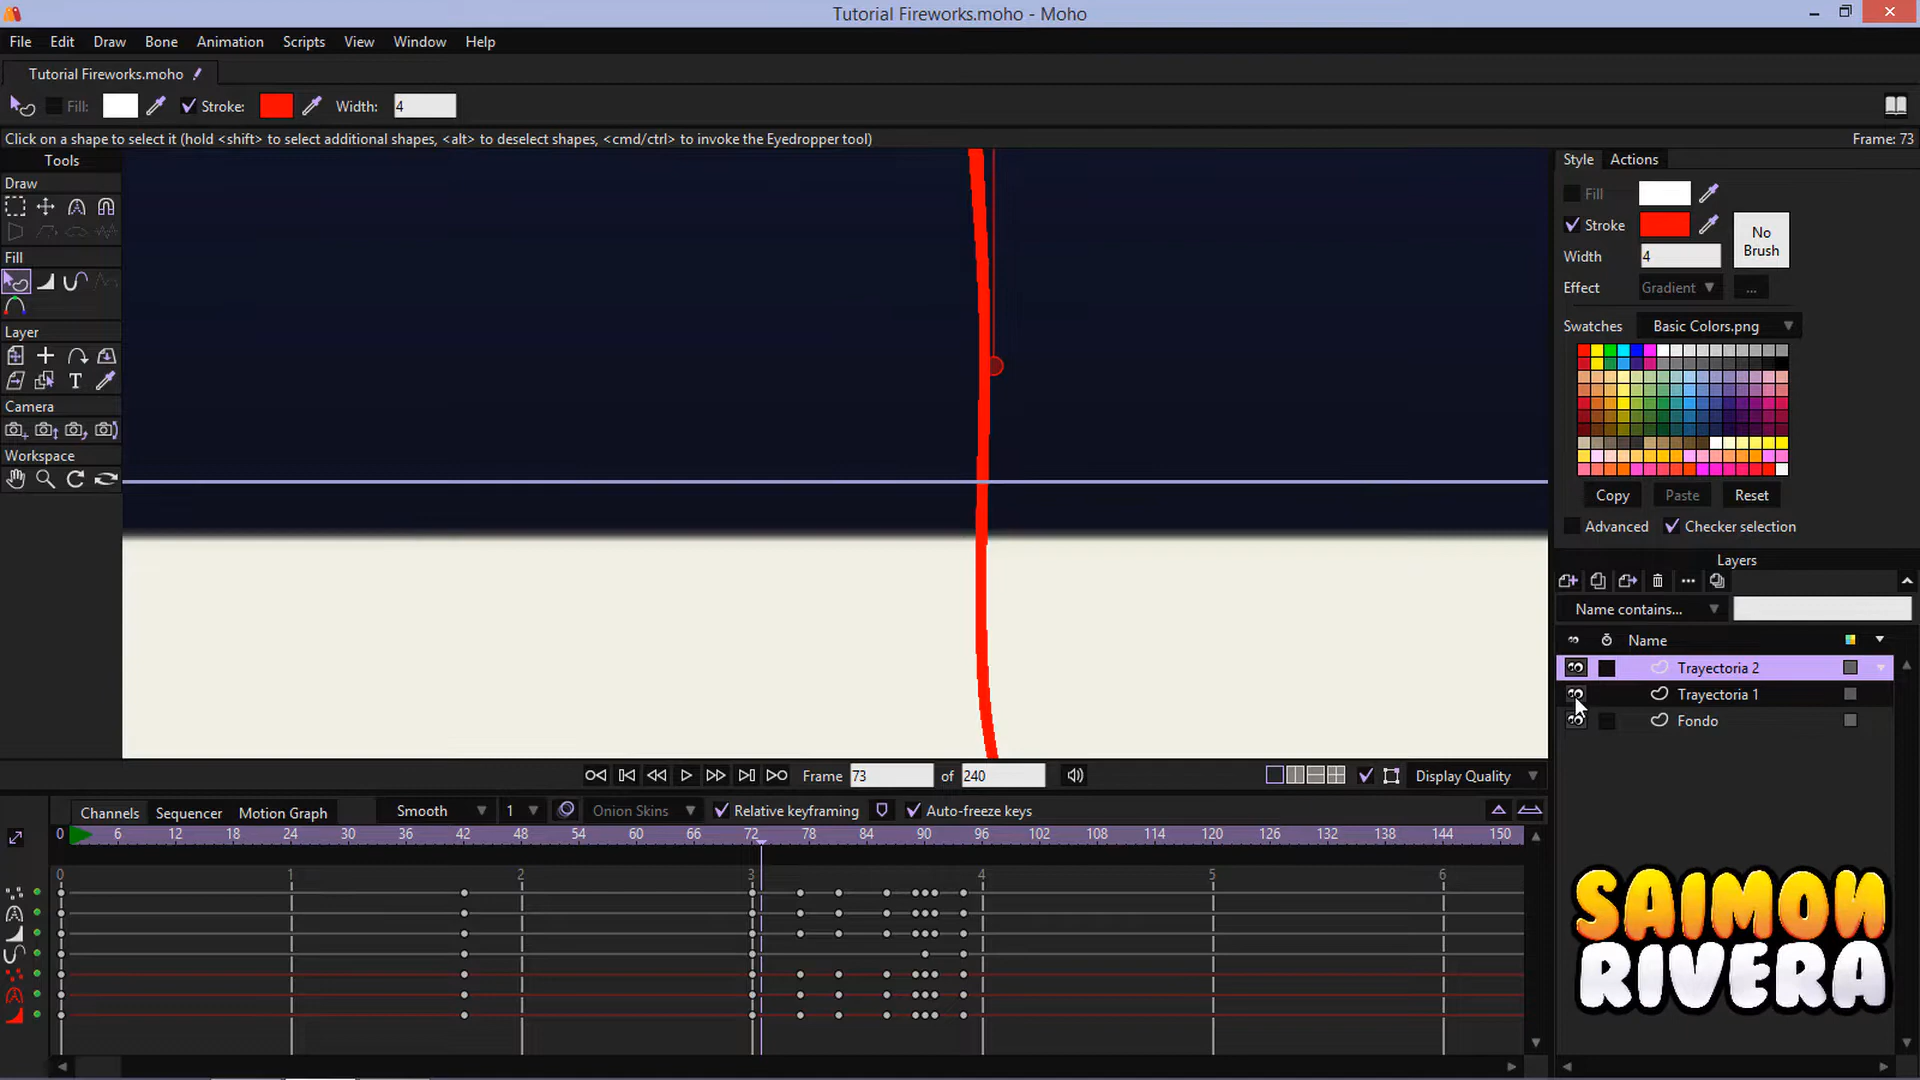 Tutorial Fireworks.moho - Moho
File Edit Draw Bone Animation Scripts View Window Help
Tutorial Fireworks.moho
Fill: Stroke: Width: 4
Click on a shape to select it (hold <shift> to select additional shapes, <alt> to deselect shapes, <cmd/ctrl> to invoke the Eyedropper tool) Frame: 73
Tools
Draw
Fill
Layer
T
Camera
Workspace
Style Actions
Fill
Stroke
No
Brush
Width 4
Effect Gradient ...
Swatches Basic Colors.png
Copy Paste Reset
Advanced Checker selection
Layers
Name contains...
Name
Trayectoria 2
Trayectoria 1
Fondo
Frame 73 of 240 Display Quality
Channels Sequencer Motion Graph Smooth 1 Onion Skins Relative keyframing Auto-freeze keys
0 6 12 18 24 30 36 42 48 54 60 66 72 78 84 90 96 102 108 114 120 126 132 138 144 150
0 1 2 3 4 5 6
SAIMON
RIVERA